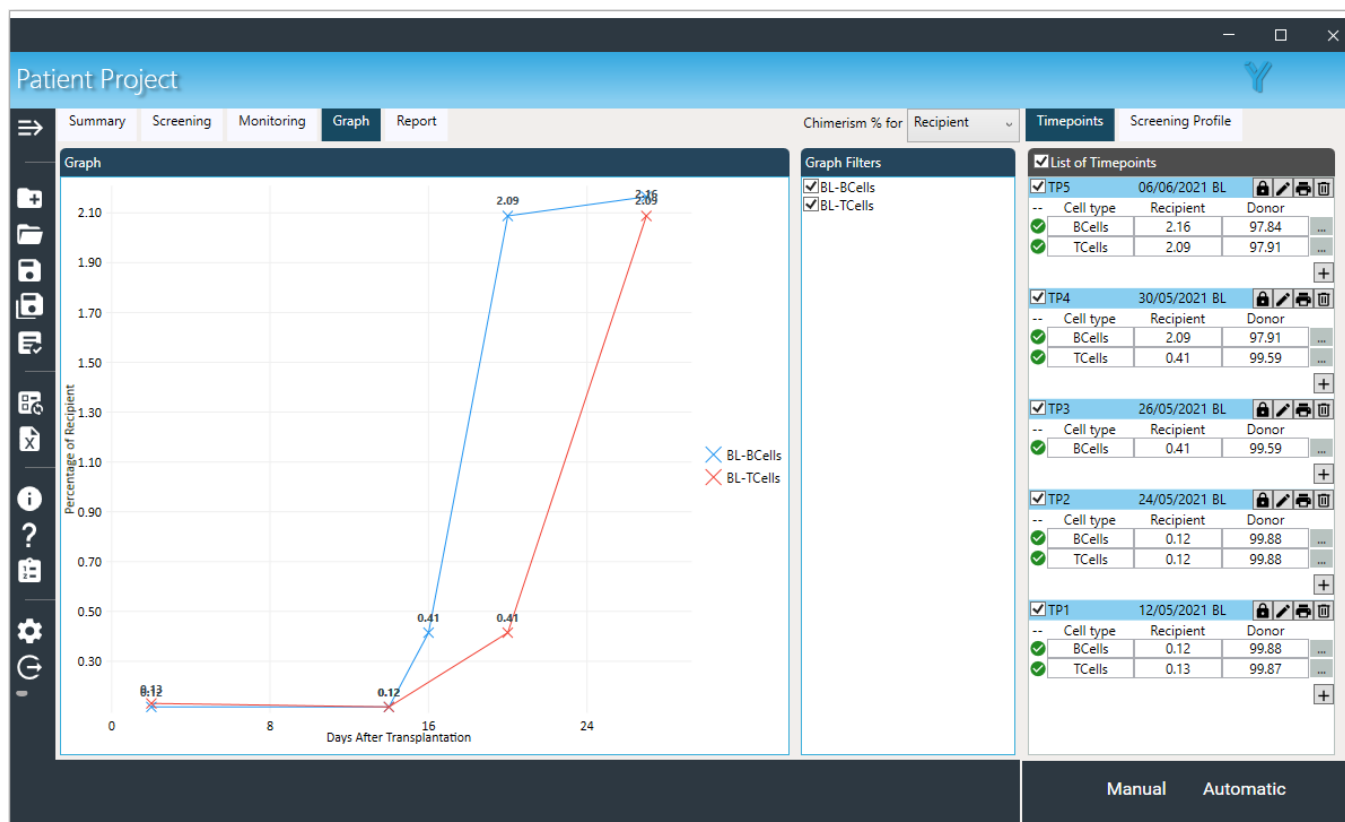 Patient Project
Summary Screening Monitoring Graph Report
Chimerism % for Recipient
Timepoints Screening Profile
Graph
2.10
1.90
1.70
1.50
1.30
1.10
0.90
0.70
0.50
0.30
Percentage of Recipient
2.09
2.16
2.09
0.41
0.41
0.13
0.12
0.12
0 8 16 24
Days After Transplantation
BL-BCells
BL-TCells
Graph Filters
BL-BCells
BL-TCells
List of Timepoints
TP5 06/06/2021 BL
-- Cell type Recipient Donor
BCells 2.16 97.84 ...
TCells 2.09 97.91 ...
+
TP4 30/05/2021 BL
-- Cell type Recipient Donor
BCells 2.09 97.91 ...
TCells 0.41 99.59 ...
+
TP3 26/05/2021 BL
-- Cell type Recipient Donor
BCells 0.41 99.59 ...
+
TP2 24/05/2021 BL
-- Cell type Recipient Donor
BCells 0.12 99.88 ...
TCells 0.12 99.88 ...
+
TP1 12/05/2021 BL
-- Cell type Recipient Donor
BCells 0.12 99.88 ...
TCells 0.13 99.87 ...
+
Manual Automatic